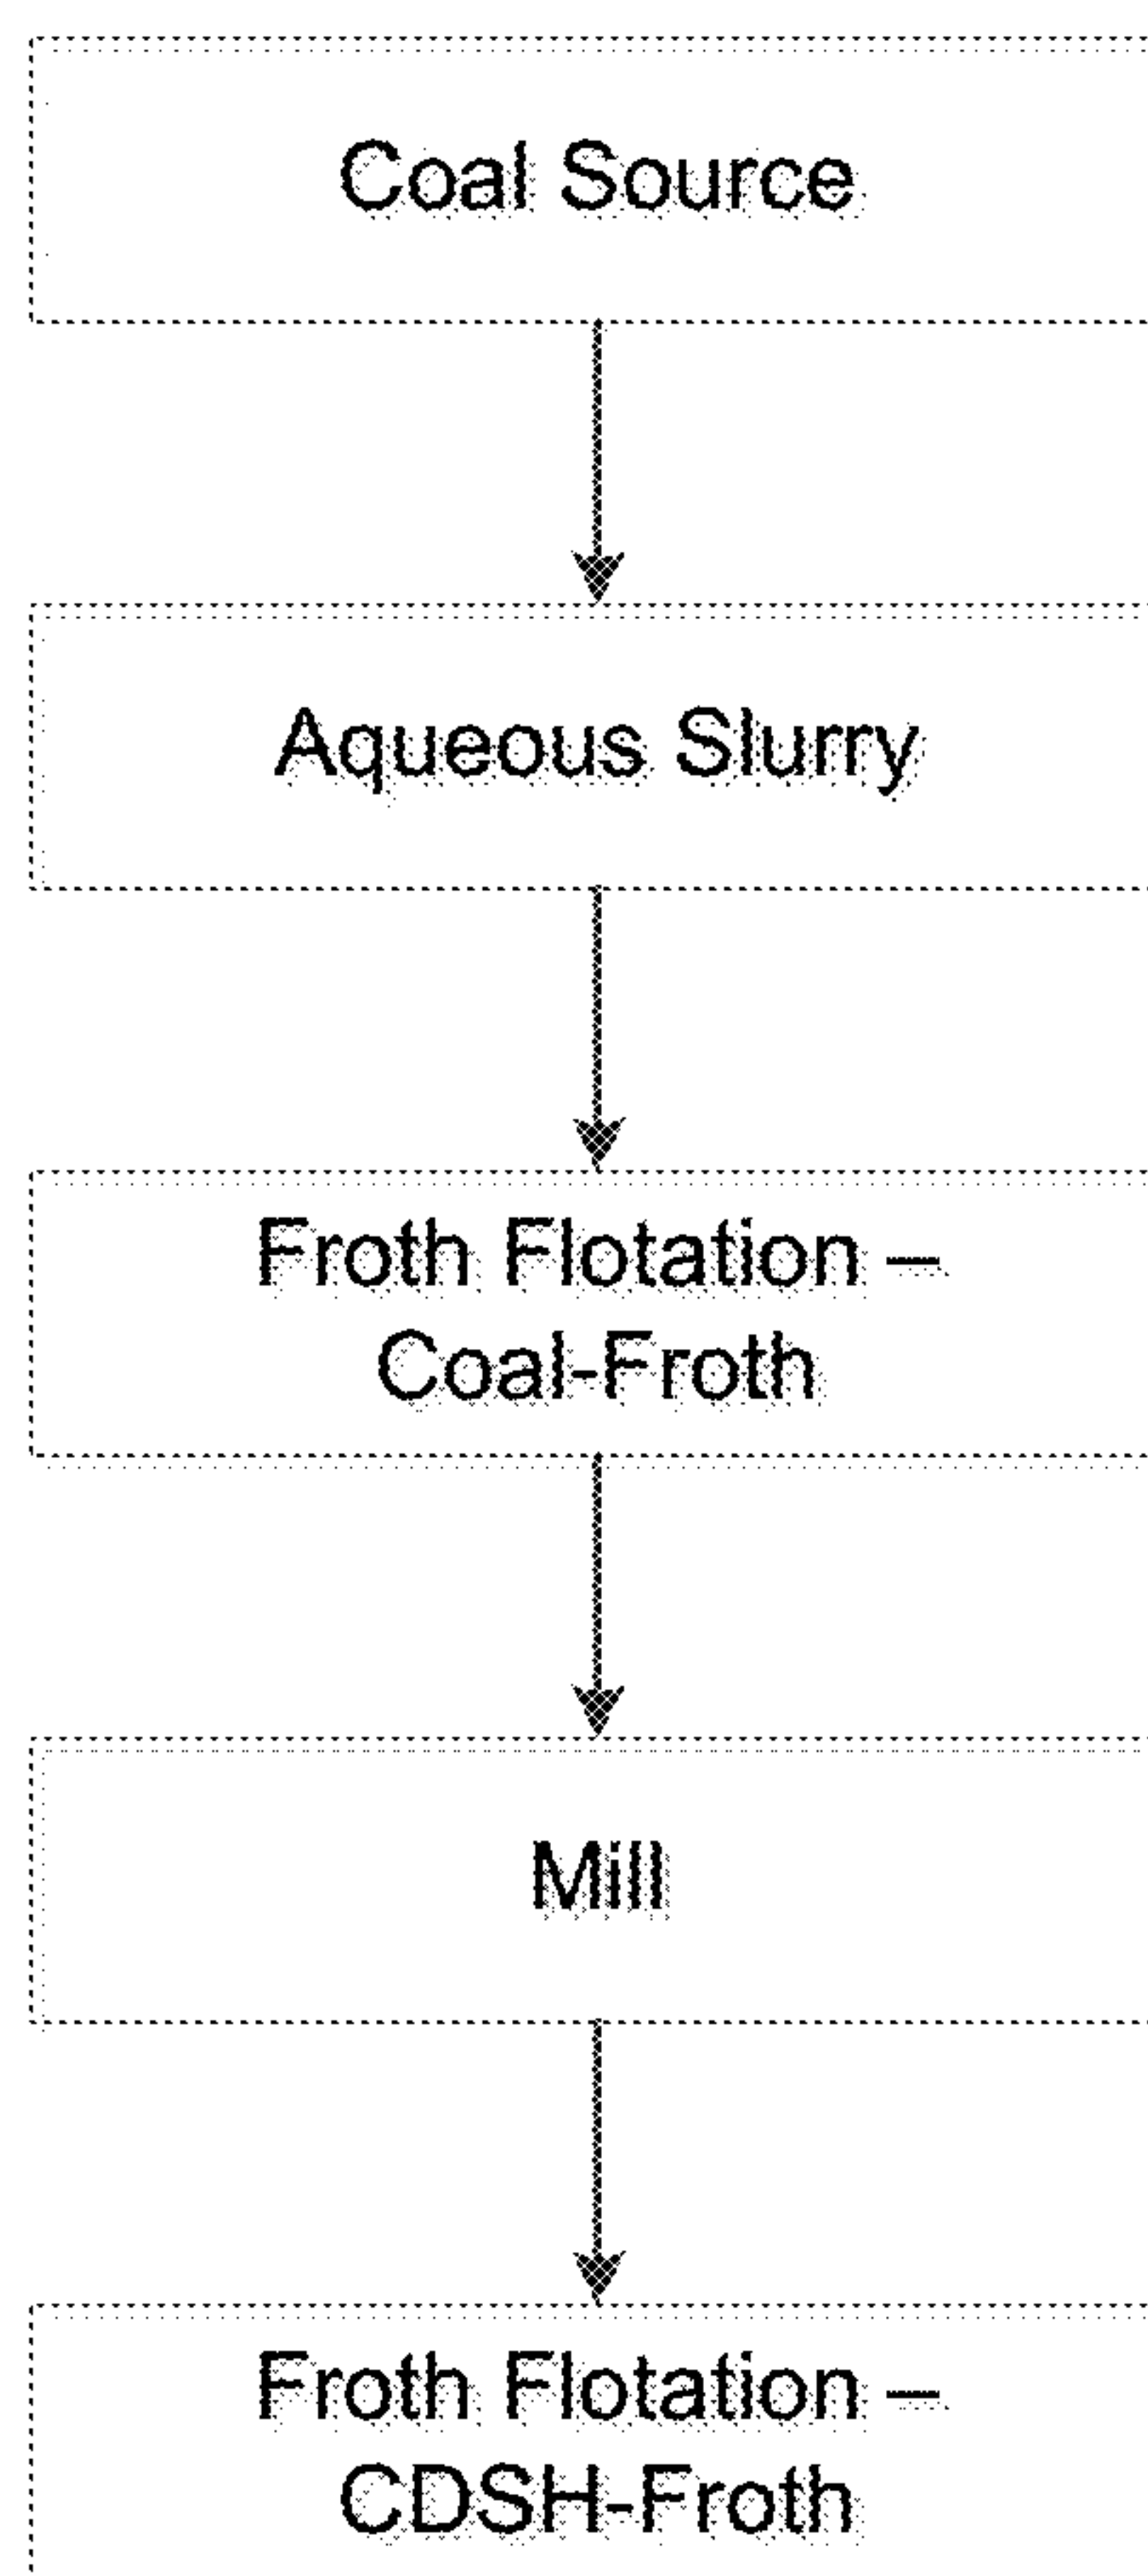 Coal Source
Aqueous Slurry
Froth Flotation –
Coal-Froth
Mill
Froth Flotation –
CDSH-Froth